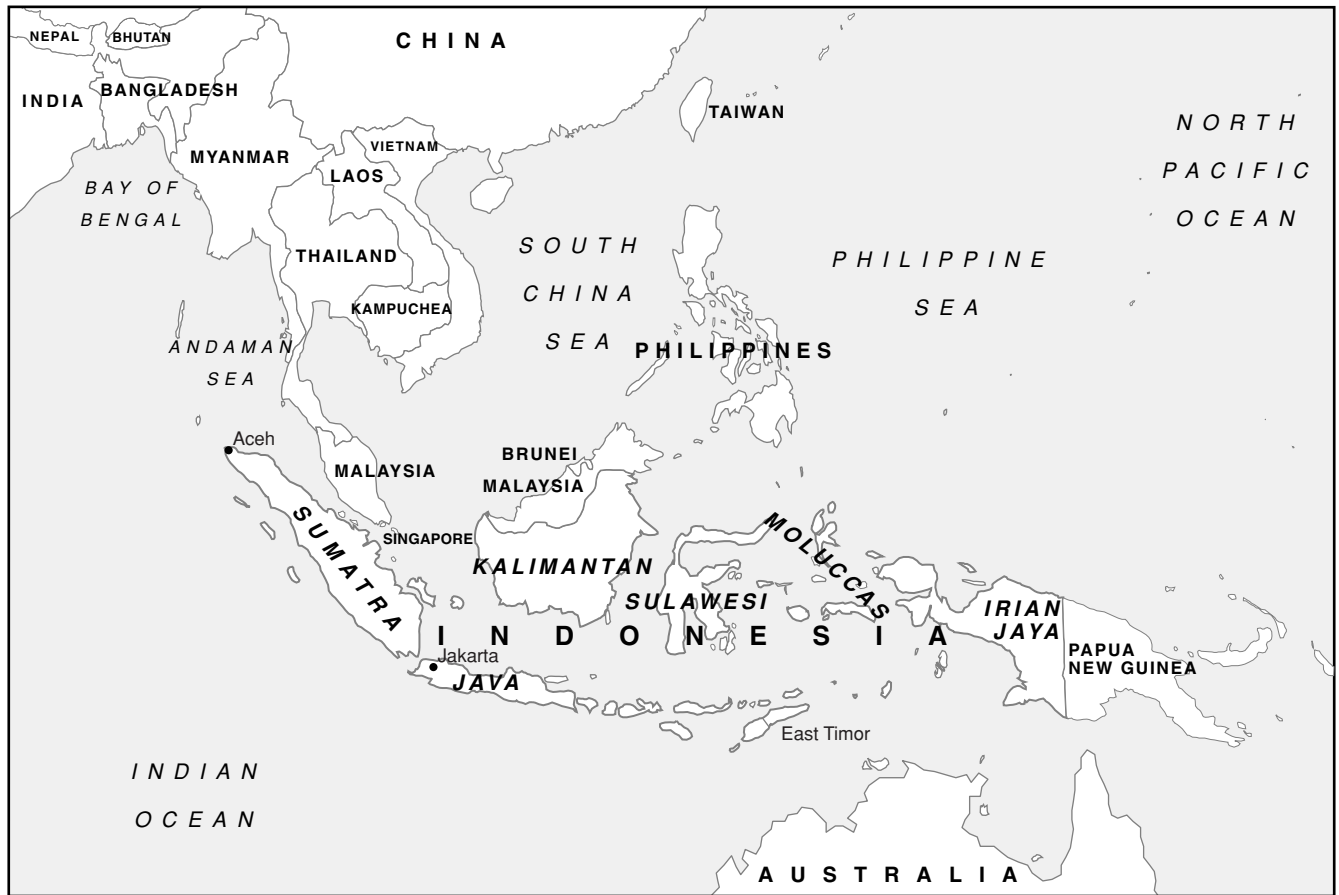 NEPAL
BHUTAN
CHINA
INDIA
BANGLADESH
TAIWAN
NORTH
PACIFIC
OCEAN
MYANMAR
VIETNAM
LAOS
BAY OF
BENGAL
THAILAND
SOUTH
CHINA
SEA
PHILIPPINE
SEA
KAMPUCHEA
ANDAMAN
SEA
PHILIPPINES
Aceh
MALAYSIA
BRUNEI
MALAYSIA
SINGAPORE
SUMATRA
KALIMANTAN
SULAWESI
MOLUCCAS
IRIAN
JAYA
INDONESIA
Jakarta
JAVA
PAPUA
NEW GUINEA
East Timor
INDIAN
OCEAN
AUSTRALIA